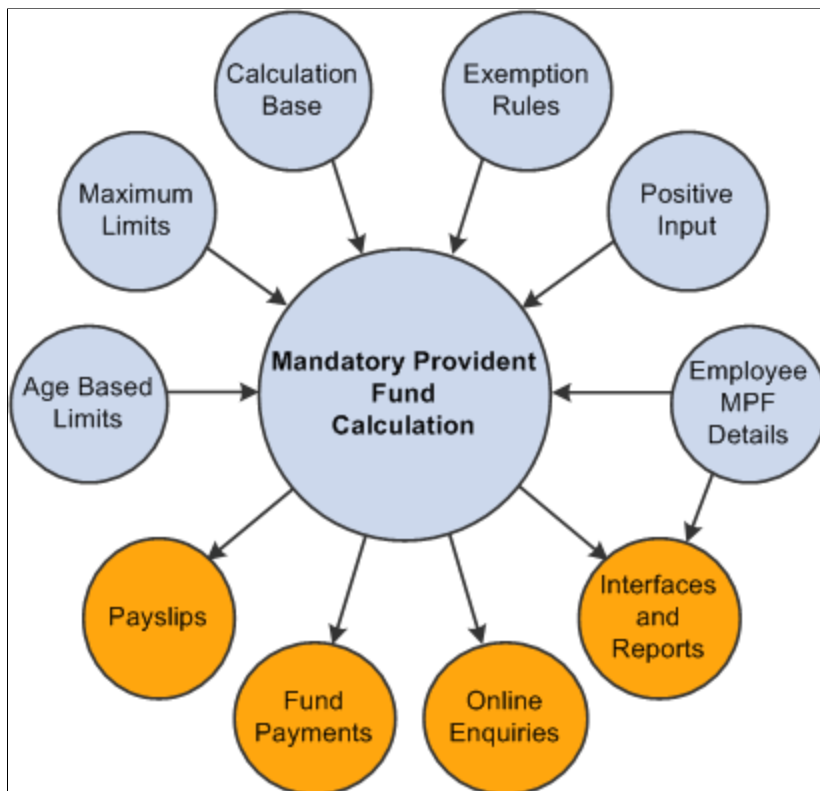 Calculation
Base
Exemption
Rules
Maximum
Limits
Positive
Input
Mandatory Provident
Fund
Calculation
Age Based
Limits
Employee
MPF
Details
Payslips
Interfaces
and
Reports
Fund
Payments
Online
Enquiries